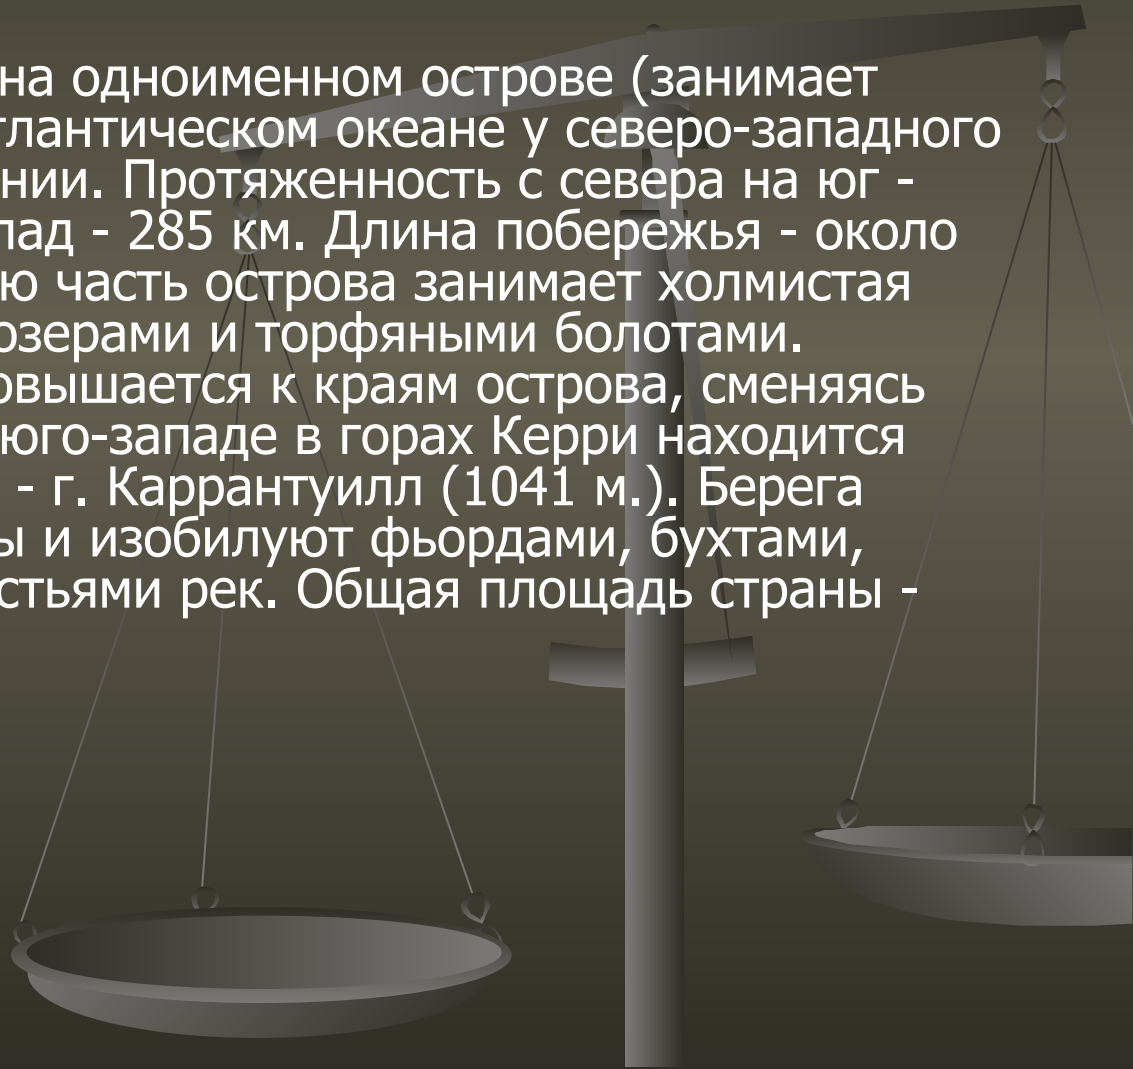 на одноименном острове (занимает
тлантическом океане у северо-западного
нии. Протяженность с севера на юг -
пад - 285 км. Длина побережья - около
ю часть острова занимает холмистая
озерами и торфяными болотами.
овышается к краям острова, сменяясь
юго-западе в горах Керри находится
- г. Каррантуилл (1041 м.). Берега
ы и изобилуют фьордами, бухтами,
стьями рек. Общая площадь страны -